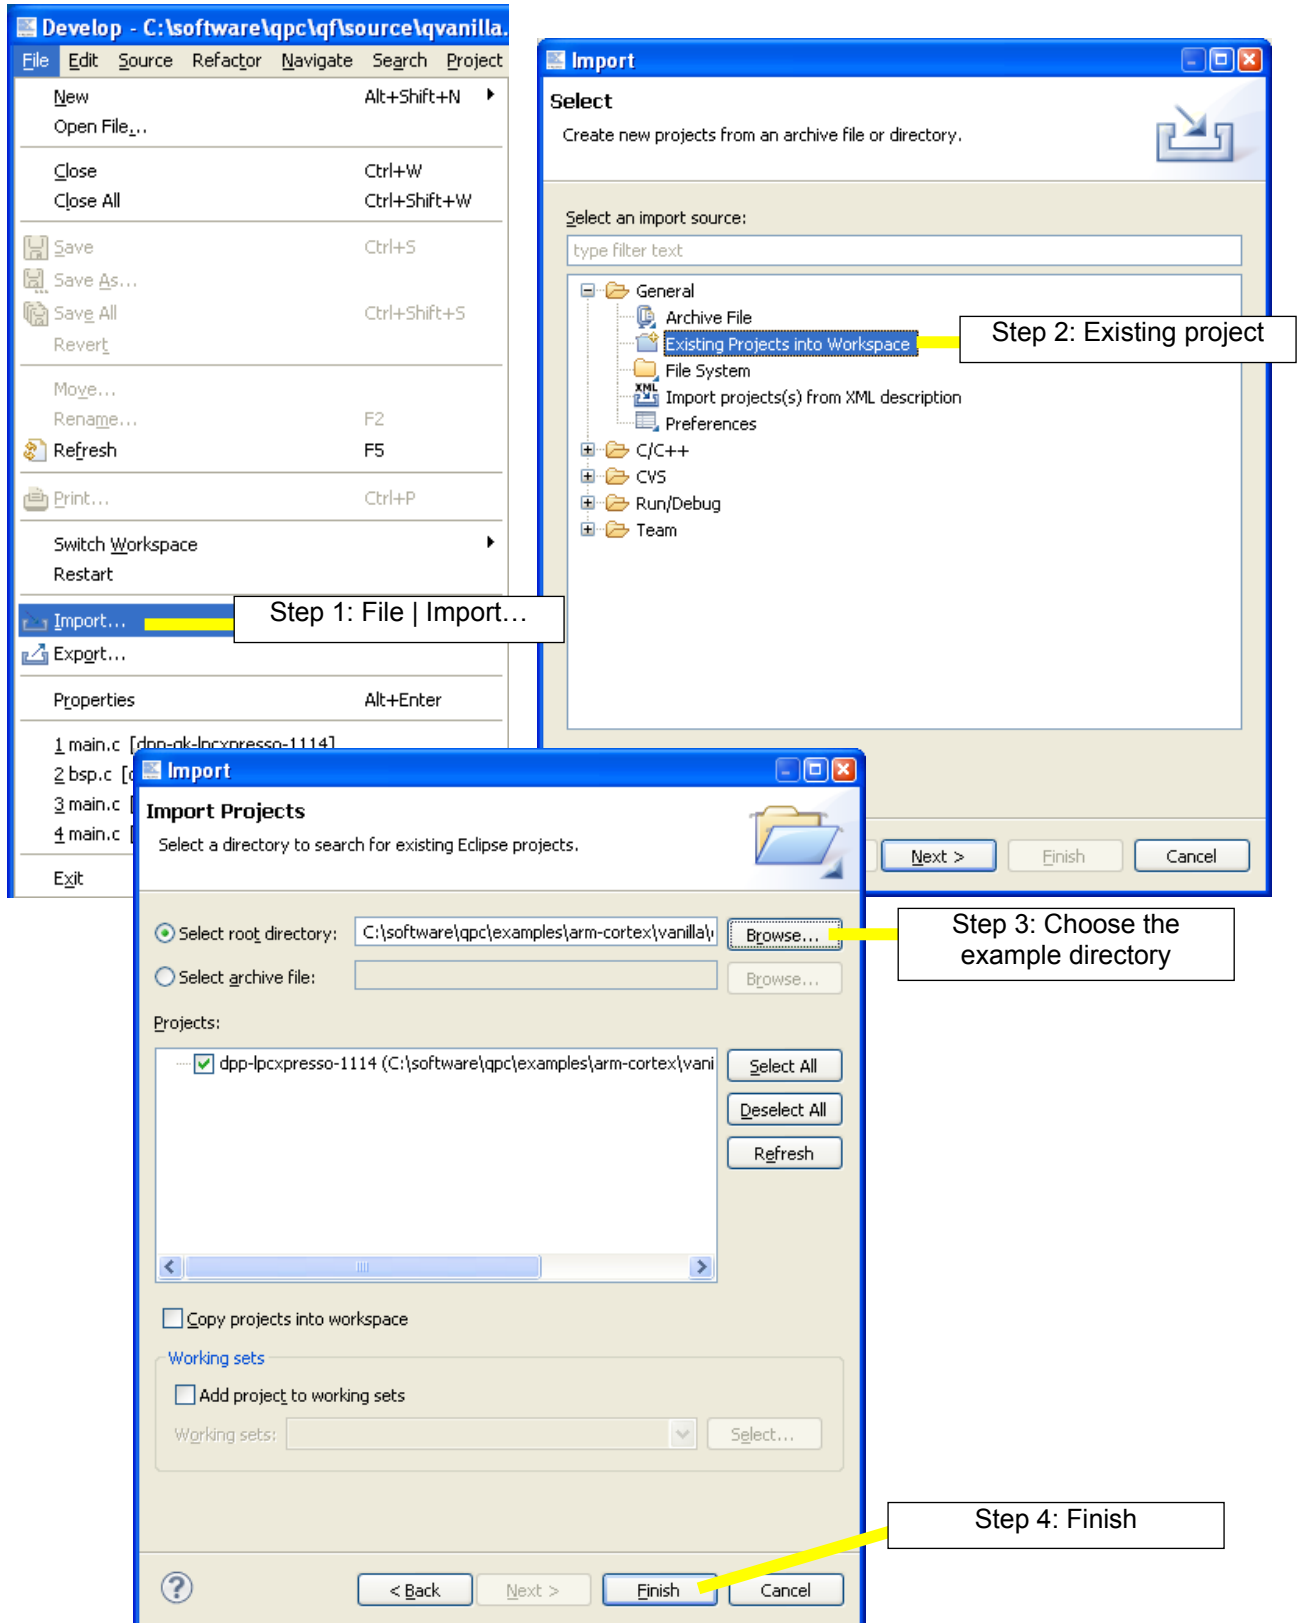 Develop - C:\software\qpc\qf\source\qvanilla.
File Edit Source Refactor Navigate Search Project
New Alt+Shift+N
Open File...
Close Ctrl+W
Close All Ctrl+Shift+W
Save Ctrl+S
Save As...
Save All Ctrl+Shift+S
Revert
Move...
Rename... F2
Refresh F5
Print... Ctrl+P
Switch Workspace
Restart
Import...
Step 1: File | Import…
Export...
Properties Alt+Enter
1 main.c [dpp-qk-lpcxpresso-1114]
2 bsp.c [
3 main.c [
4 main.c [
Exit
Import
Select
Create new projects from an archive file or directory.
Select an import source:
type filter text
General
Archive File
Existing Projects into Workspace
Step 2: Existing project
File System
Import projects(s) from XML description
Preferences
C/C++
CVS
Run/Debug
Team
Next > Finish Cancel
Import
Import Projects
Select a directory to search for existing Eclipse projects.
Select root directory: C:\software\qpc\examples\arm-cortex\vanilla\ Browse...
Step 3: Choose the
example directory
Select archive file: Browse...
Projects:
dpp-lpcxpresso-1114 (C:\software\qpc\examples\arm-cortex\vani
Select All
Deselect All
Refresh
Copy projects into workspace
Working sets
Add project to working sets
Working sets: Select...
Step 4: Finish
? < Back Next > Finish Cancel